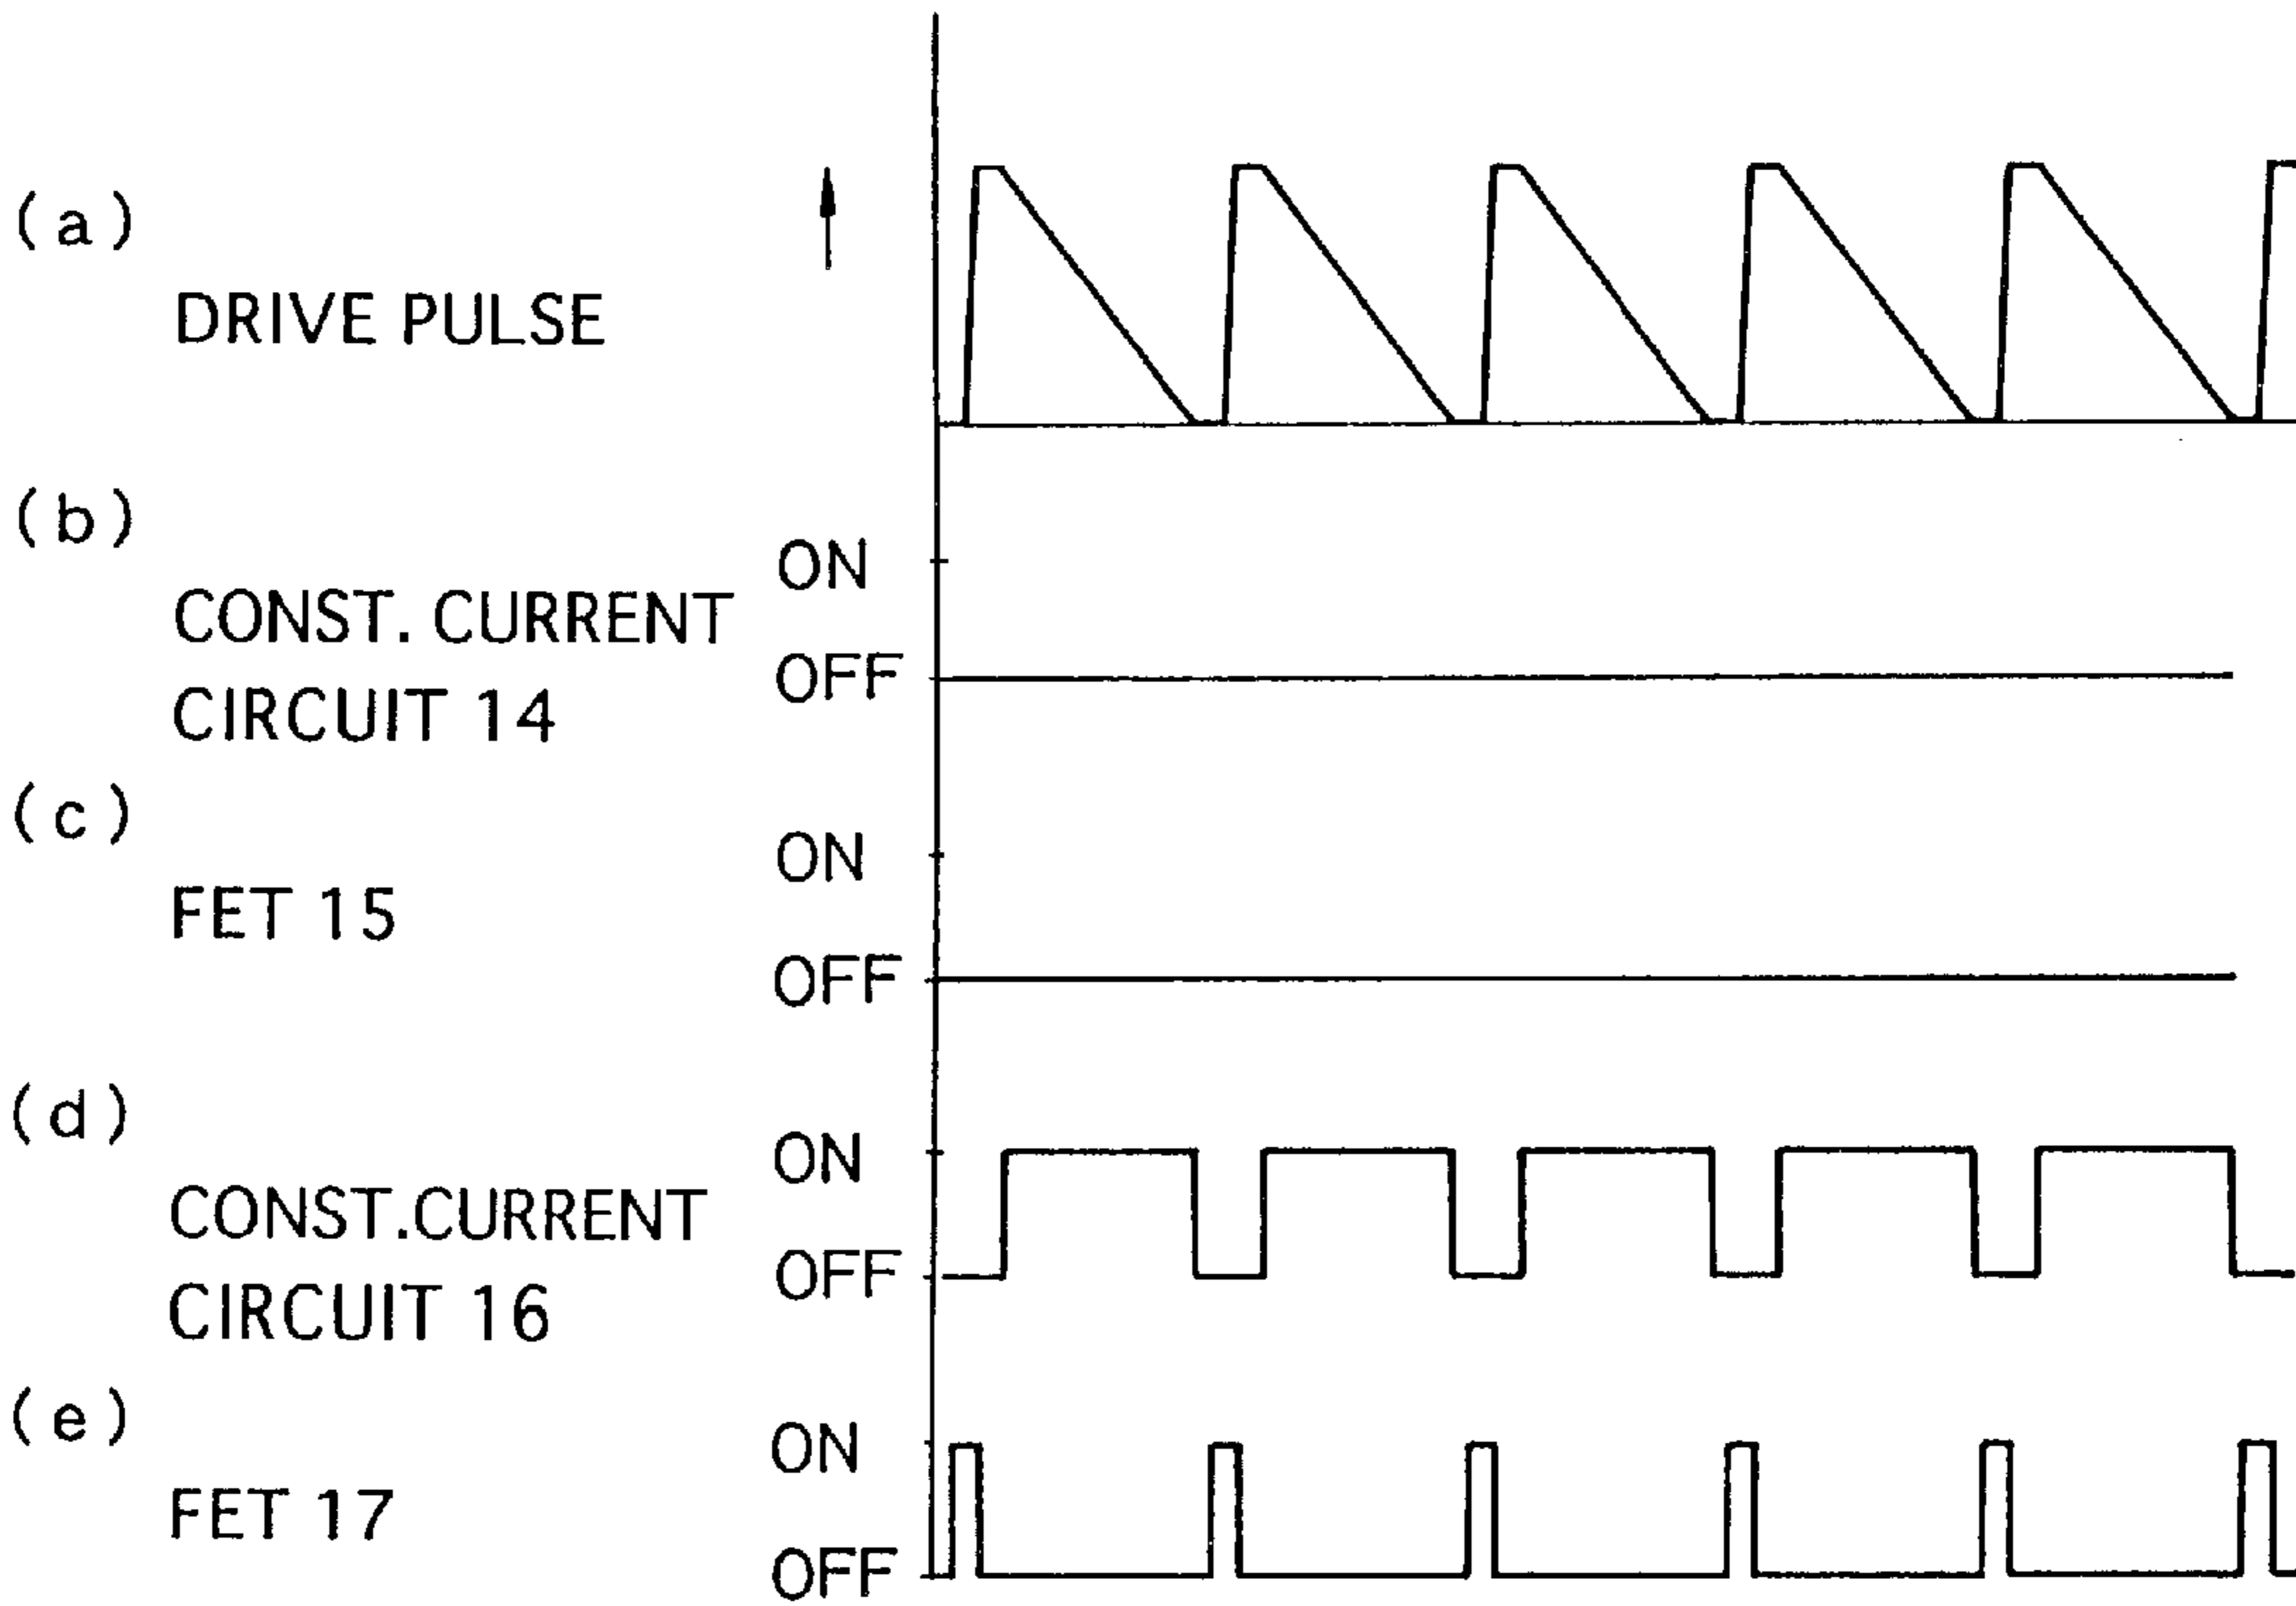 (a)
DRIVE PULSE
(b)
ON
CONST. CURRENT
OFF
CIRCUIT 14
(c)
ON
FET 15
OFF
(d)
ON
CONST.CURRENT
OFF
CIRCUIT 16
(e)
ON
FET 17
OFF